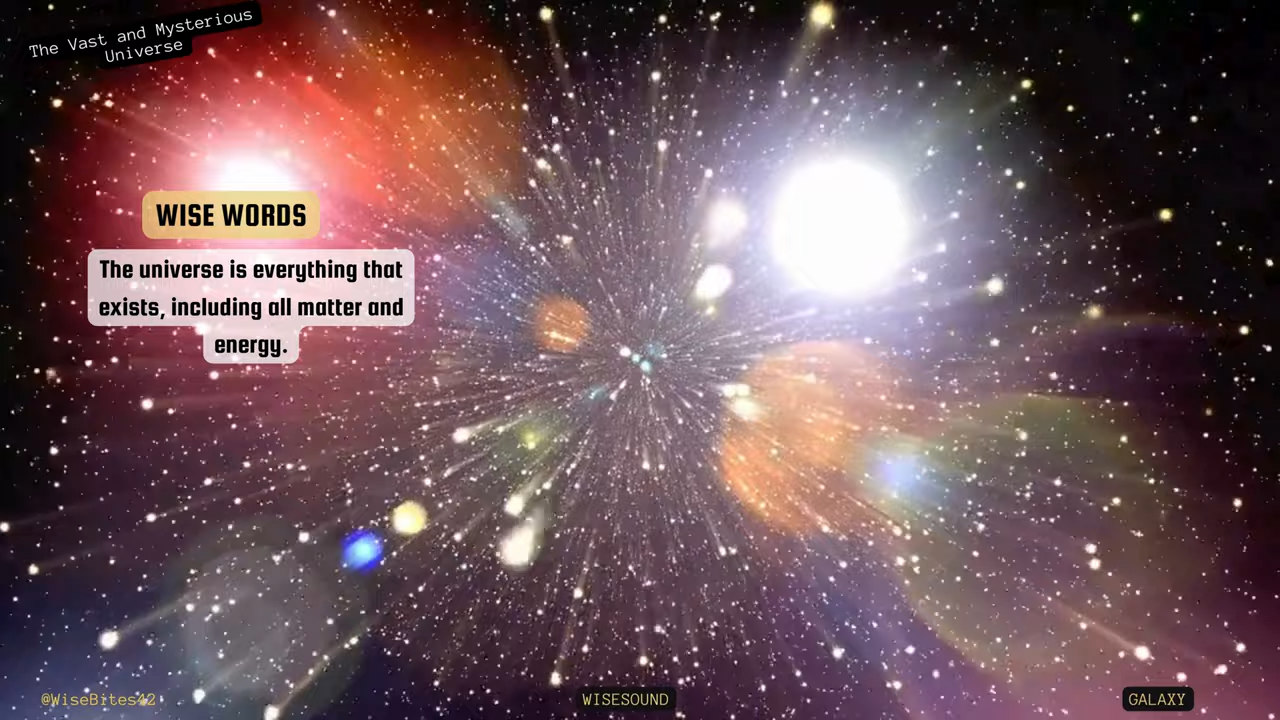 The Vast and Mysterious
Universe
WISE WORDS
The universe is everything that
exists, including all matter and
energy.
@WiseBites42
WISESOUND
GALAXY